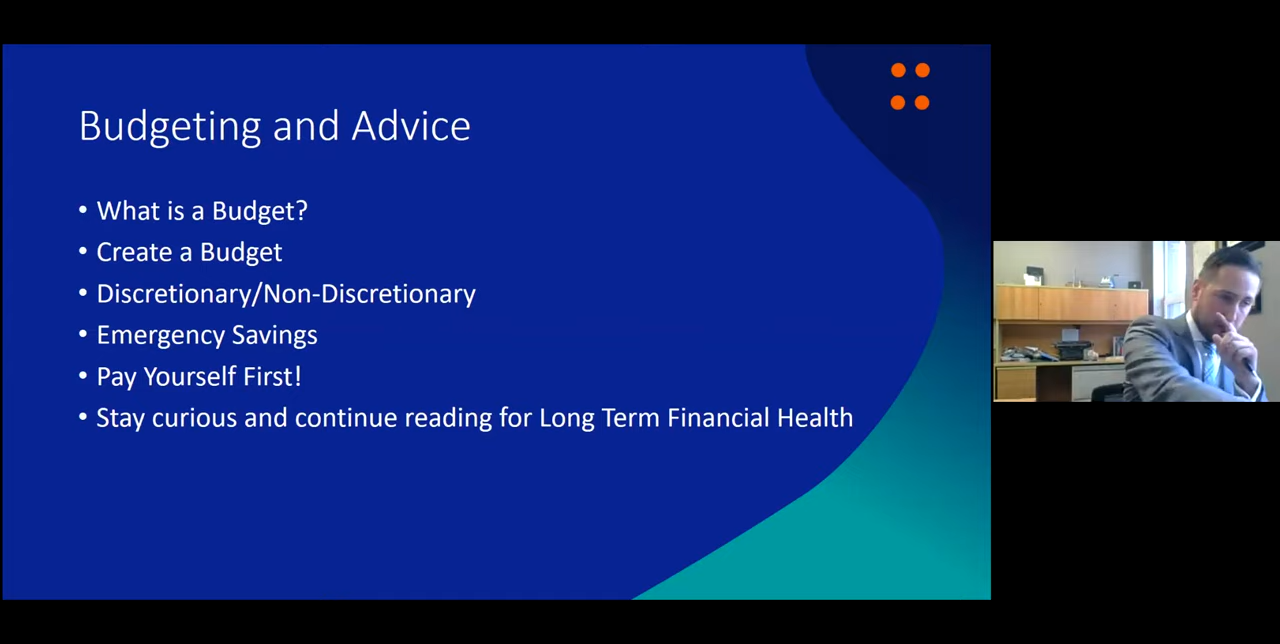 Budgeting and Advice
• What is a Budget?
• Create a Budget
• Discretionary/Non-Discretionary
• Emergency Savings
• Pay Yourself First!
• Stay curious and continue reading for Long Term Financial Health